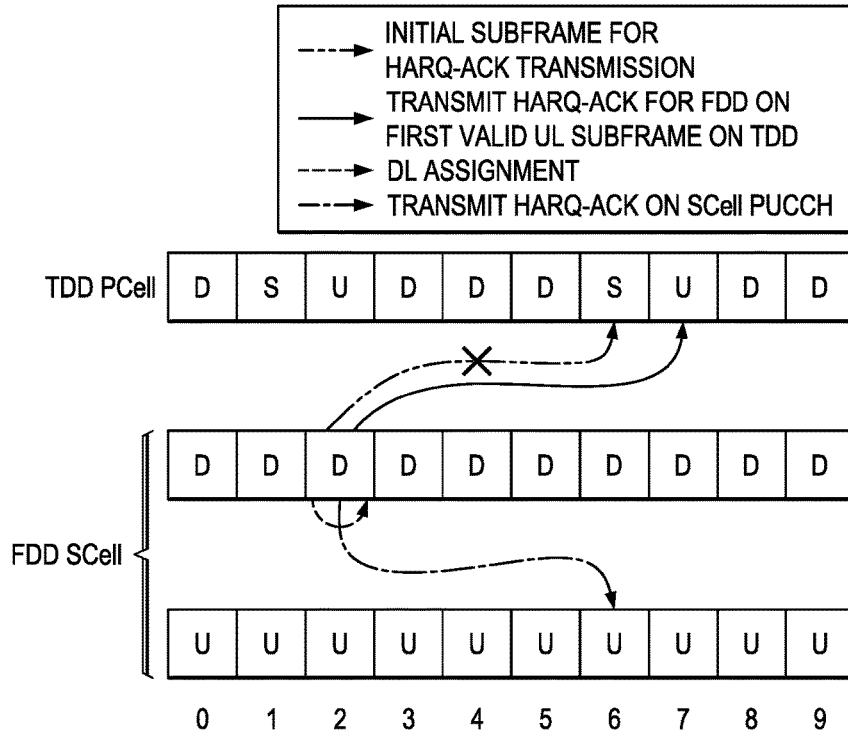 INITIAL SUBFRAME FOR
HARQ-ACK TRANSMISSION
TRANSMIT HARQ-ACK FOR FDD ON
FIRST VALID UL SUBFRAME ON TDD
DL ASSIGNMENT
TRANSMIT HARQ-ACK ON SCell PUCCH
TDD PCell D S U D D D S U D D
D D D D D D D D D D
FDD SCell
U U U U U U U U U U
0 1 2 3 4 5 6 7 8 9